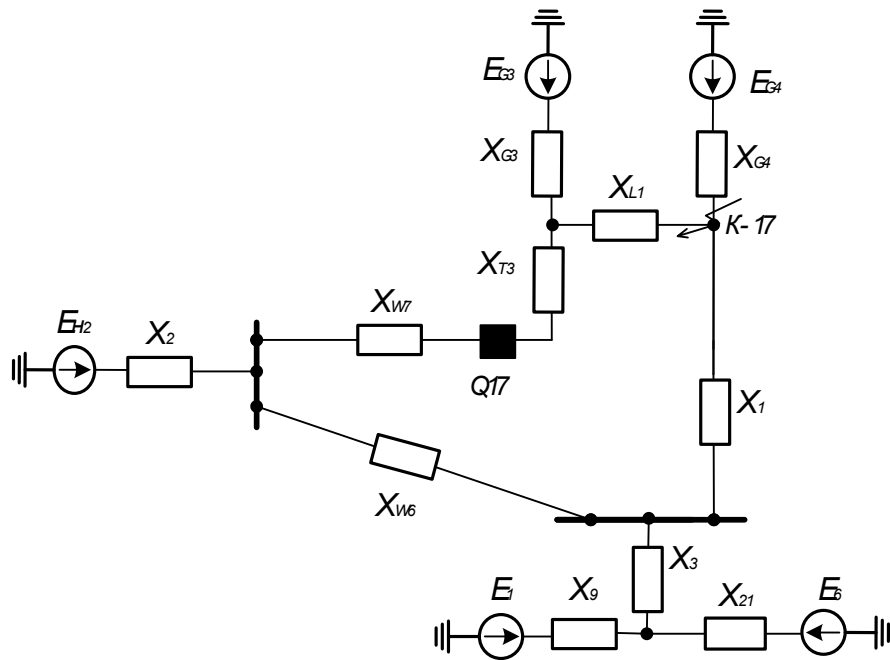 EG3
EG4
XG3
XG4
XL1
К-17
XT3
XW7
EH2
X2
Q17
X1
XW6
X3
E1
X9
X21
E6